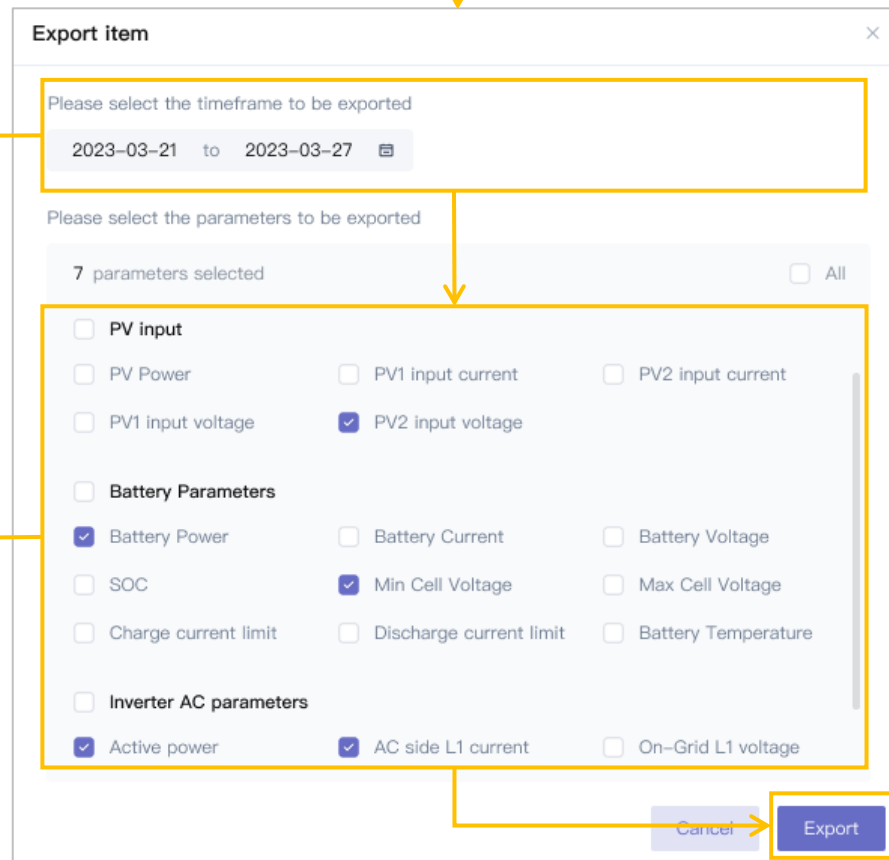 Export item
Please select the timeframe to be exported
2023-03-21 to 2023-03-27
Please select the parameters to be exported
7 parameters selected All
PV input
PV Power PV1 input current PV2 input current
PV1 input voltage PV2 input voltage
Battery Parameters
Battery Power Battery Current Battery Voltage
SOC Min Cell Voltage Max Cell Voltage
Charge current limit Discharge current limit Battery Temperature
Inverter AC parameters
Active power AC side L1 current On-Grid L1 voltage
Cancel Export